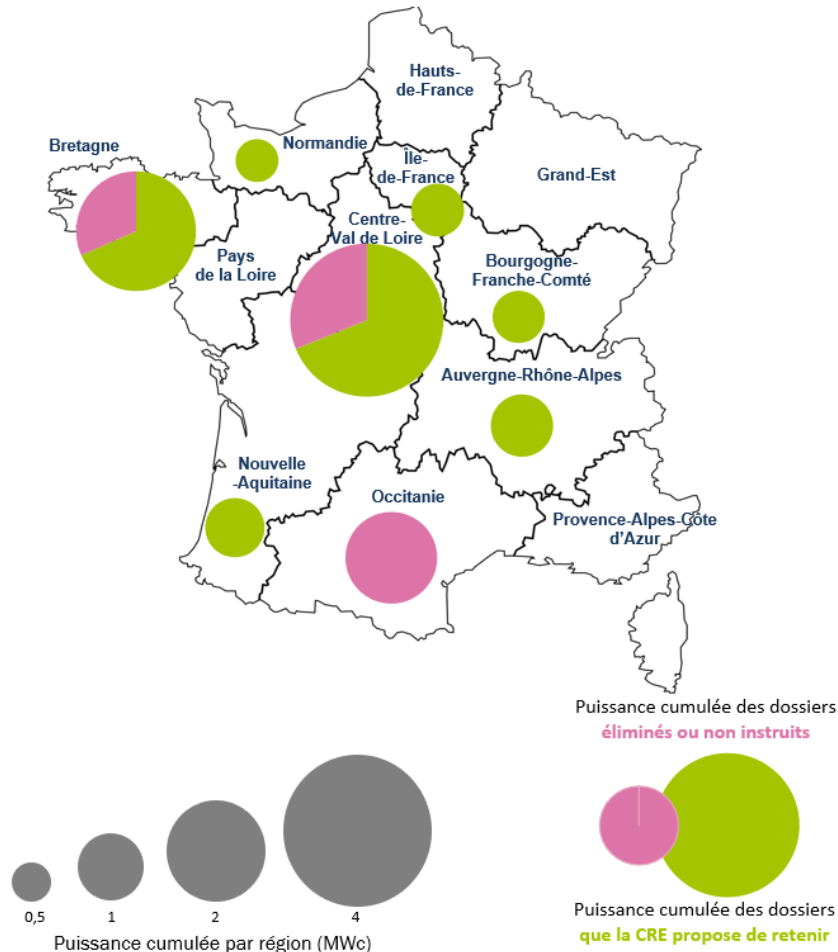 Hauts-
de-France
Bretagne
Normandie
Île-
de-France
Grand-Est
Centre-
Val de Loire
Pays
de la Loire
Bourgogne-
Franche-Comté
Auvergne-Rhône-Alpes
Nouvelle
-Aquitaine
Occitanie
Provence-Alpes-Côte
d'Azur
Puissance cumulée des dossiers
éliminés ou non instruits
0,5
1
2
4
Puissance cumulée par région (MWc)
Puissance cumulée des dossiers
que la CRE propose de retenir